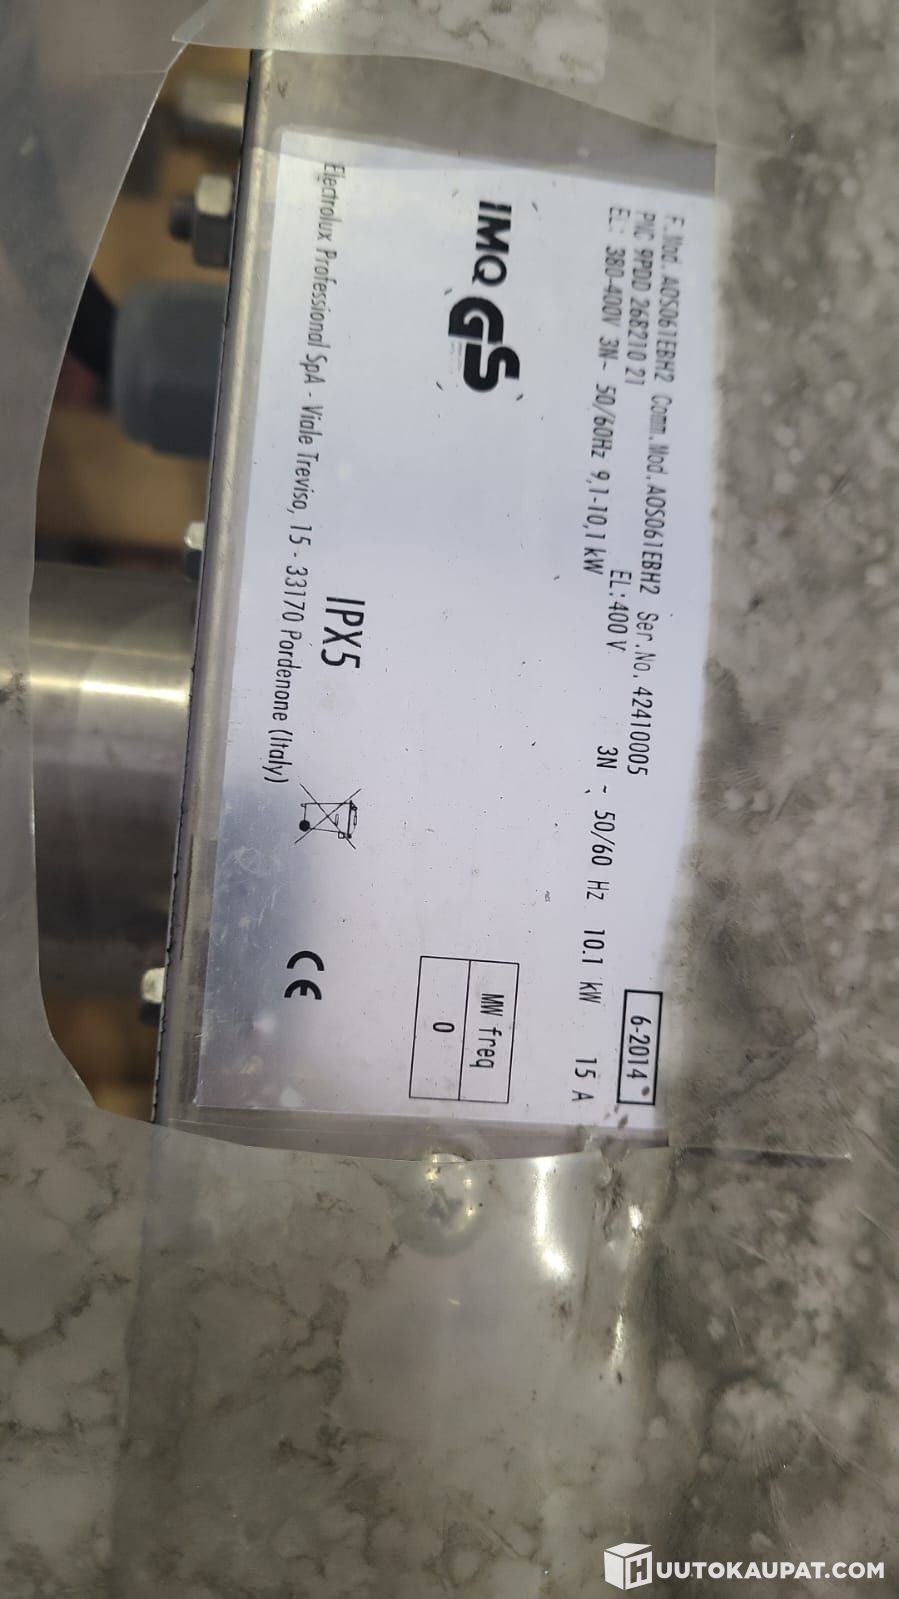 F.Mod. AOS061EBH2 Comm.Mod. AOS061EBH2 Ser.No. 42410005
PNC 9PDD 268210 21
6-2014
EL: 400 V 3N ~ 50/60 Hz 10.1 kW 15 A
EL: 380-400V 3N~ 50/60Hz 9,1-10,1 kW
MW freq
0
IMQ GS
IPX5
CE
Electrolux Professional SpA - Viale Treviso, 15 - 33170 Pordenone (Italy)
HUUTOKAUPAT.COM